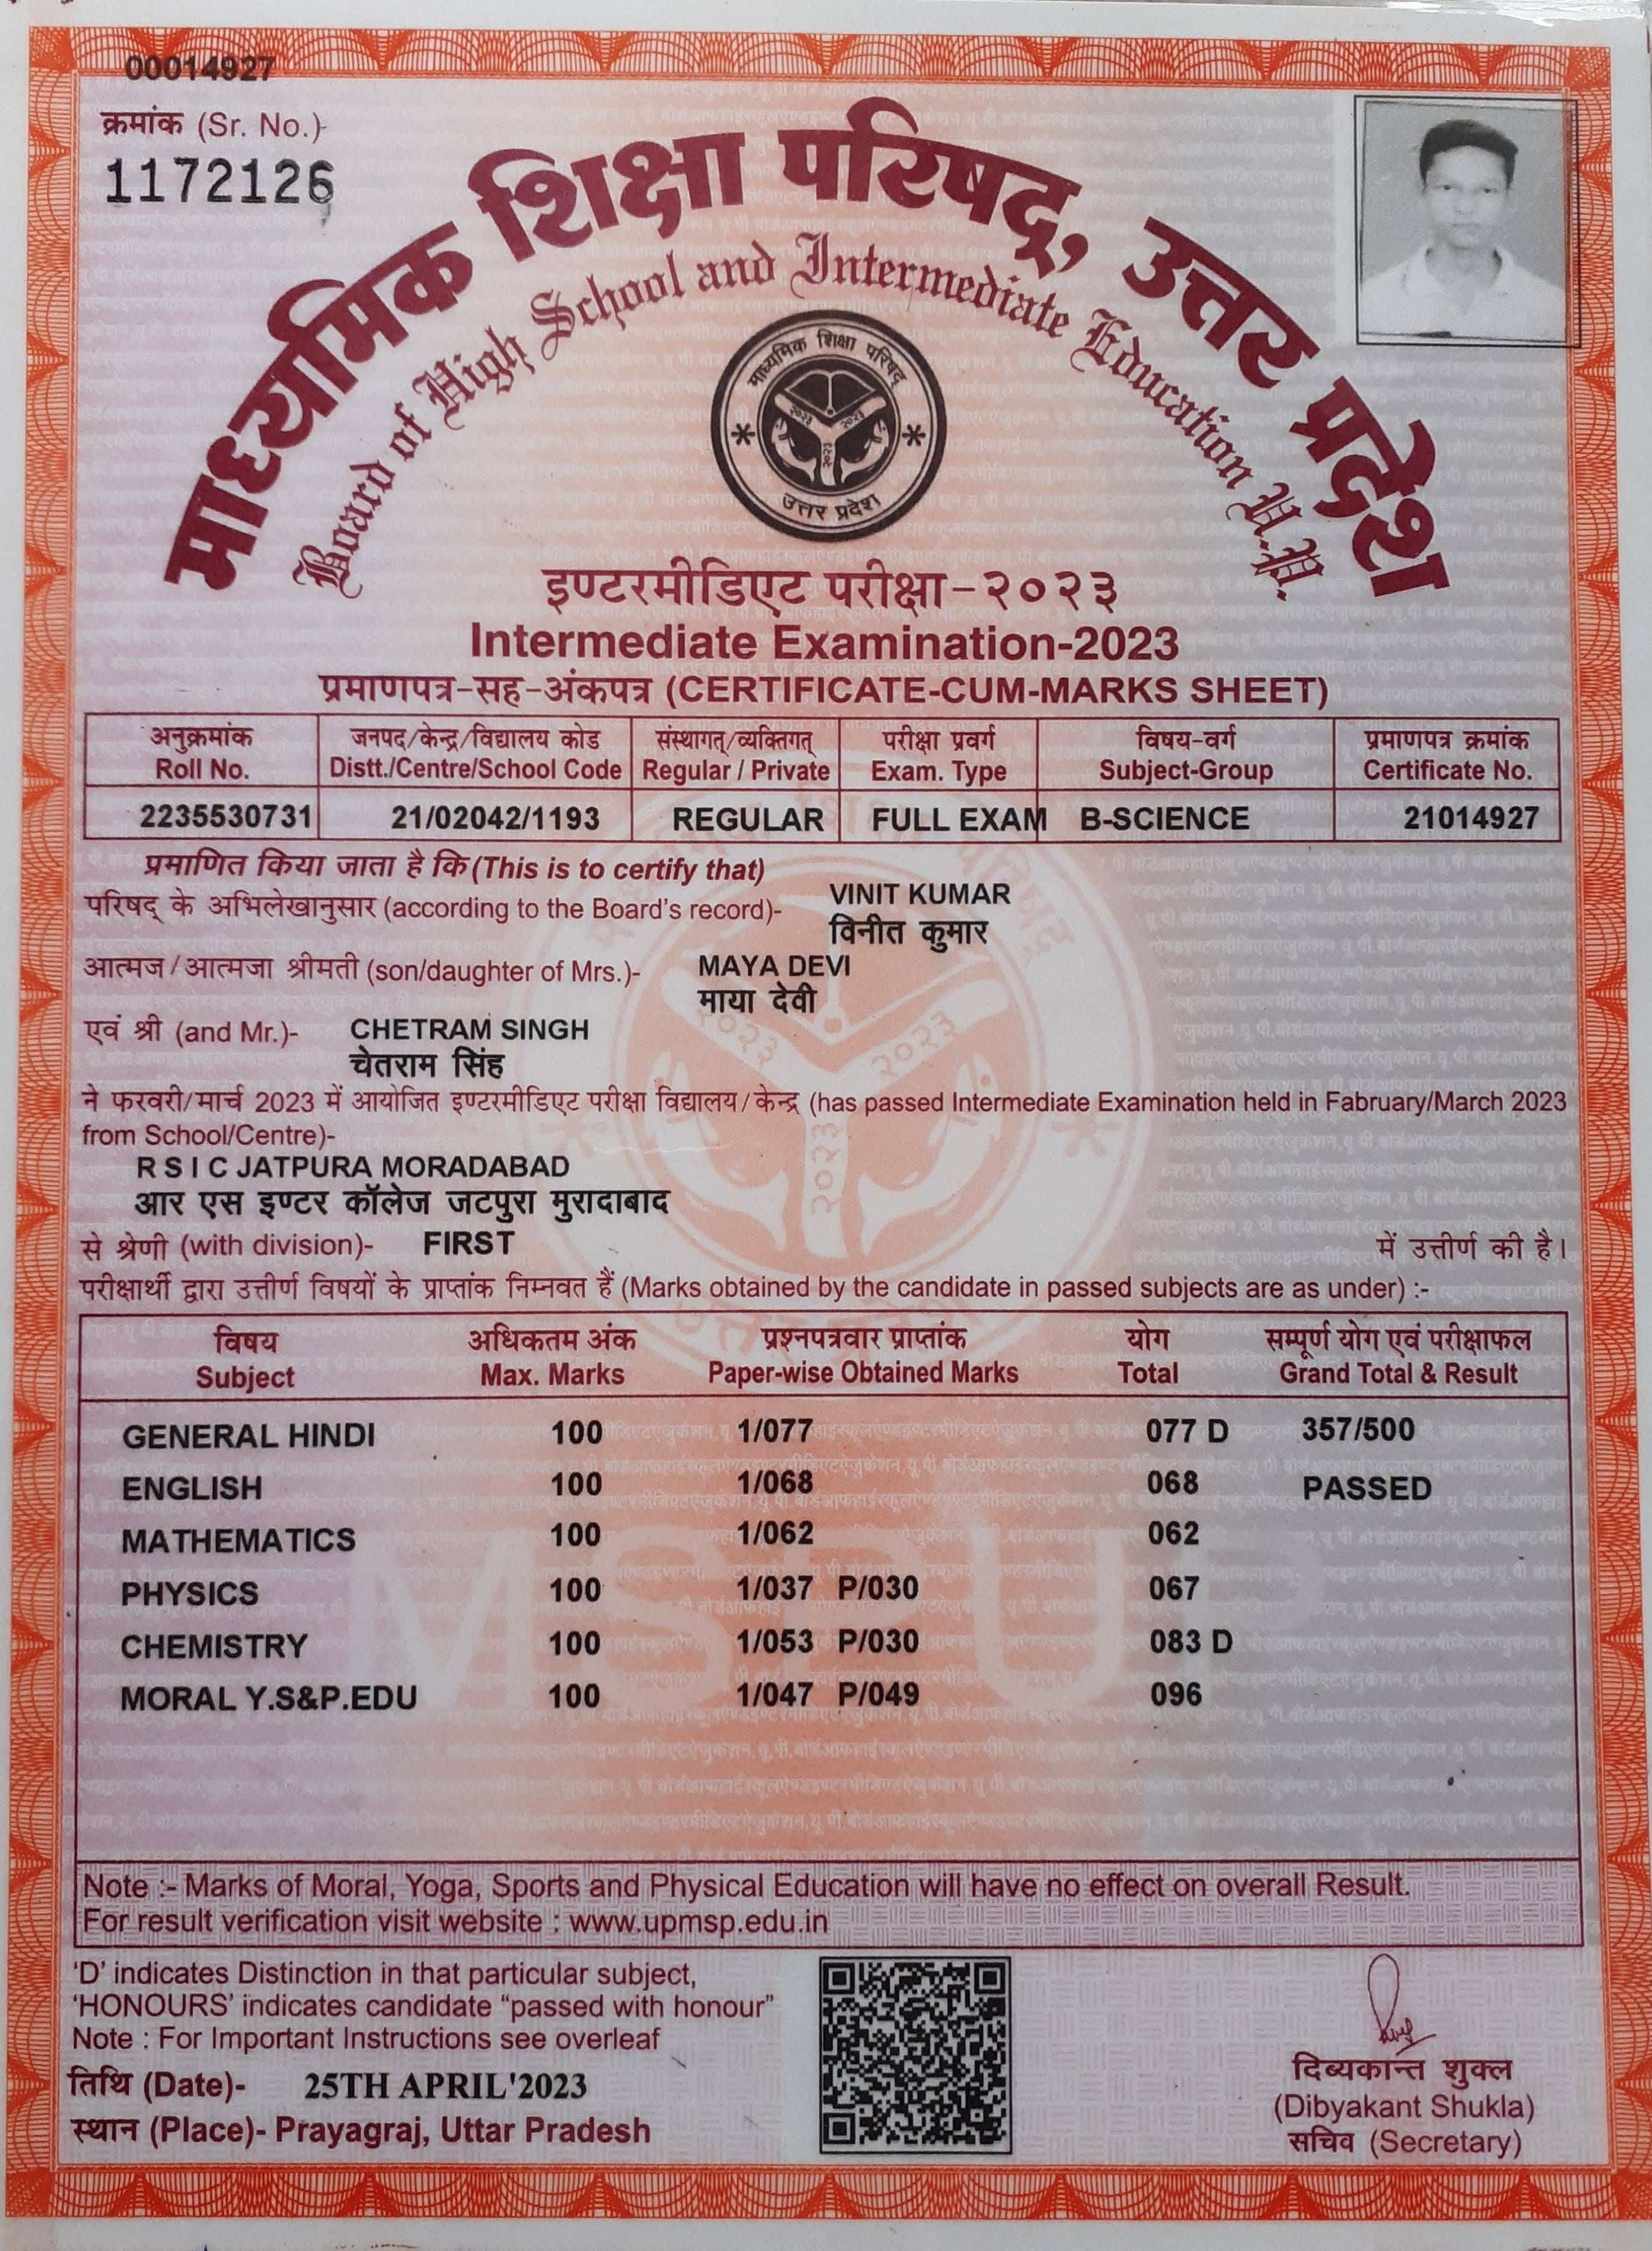 00014927
क्रमांक (Sr. No.)-
1172126
माध्यमिक शिक्षा परिषद्, उत्तर प्रदेश
Board of High School and Intermediate Education U.P.
माध्यमिक शिक्षा परिषद्
२०२३ २०२३
२०२३
उत्तर प्रदेश
इण्टरमीडिएट परीक्षा-२०२३
Intermediate Examination-2023
प्रमाणपत्र-सह-अंकपत्र (CERTIFICATE-CUM-MARKS SHEET)
अनुक्रमांक जनपद/केन्द्र/विद्यालय कोड संस्थागत्/व्यक्तिगत् परीक्षा प्रवर्ग विषय-वर्ग प्रमाणपत्र क्रमांक
Roll No. Distt./Centre/School Code Regular / Private Exam. Type Subject-Group Certificate No.
2235530731 21/02042/1193 REGULAR FULL EXAM B-SCIENCE 21014927
प्रमाणित किया जाता है कि (This is to certify that)
परिषद् के अभिलेखानुसार (according to the Board's record)- VINIT KUMAR
विनीत कुमार
आत्मज/आत्मजा श्रीमती (son/daughter of Mrs.)- MAYA DEVI
माया देवी
एवं श्री (and Mr.)- CHETRAM SINGH
चेतराम सिंह
ने फरवरी/मार्च 2023 में आयोजित इण्टरमीडिएट परीक्षा विद्यालय/केन्द्र (has passed Intermediate Examination held in Fabruary/March 2023
from School/Centre)-
R S I C JATPURA MORADABAD
आर एस इण्टर कॉलेज जटपुरा मुरादाबाद
से श्रेणी (with division)- FIRST में उत्तीर्ण की है।
परीक्षार्थी द्वारा उत्तीर्ण विषयों के प्राप्तांक निम्नवत हैं (Marks obtained by the candidate in passed subjects are as under) :-
विषय अधिकतम अंक प्रश्नपत्रवार प्राप्तांक योग सम्पूर्ण योग एवं परीक्षाफल
Subject Max. Marks Paper-wise Obtained Marks Total Grand Total & Result
GENERAL HINDI 100 1/077 077 D 357/500
ENGLISH 100 1/068 068 PASSED
MATHEMATICS 100 1/062 062
PHYSICS 100 1/037 P/030 067
CHEMISTRY 100 1/053 P/030 083 D
MORAL Y.S&P.EDU 100 1/047 P/049 096
MSPUP
Note :- Marks of Moral, Yoga, Sports and Physical Education will have no effect on overall Result.
For result verification visit website : www.upmsp.edu.in
'D' indicates Distinction in that particular subject,
'HONOURS' indicates candidate "passed with honour"
Note : For Important Instructions see overleaf
तिथि (Date)- 25TH APRIL'2023
स्थान (Place)- Prayagraj, Uttar Pradesh
दिब्यकान्त शुक्ल
(Dibyakant Shukla)
सचिव (Secretary)